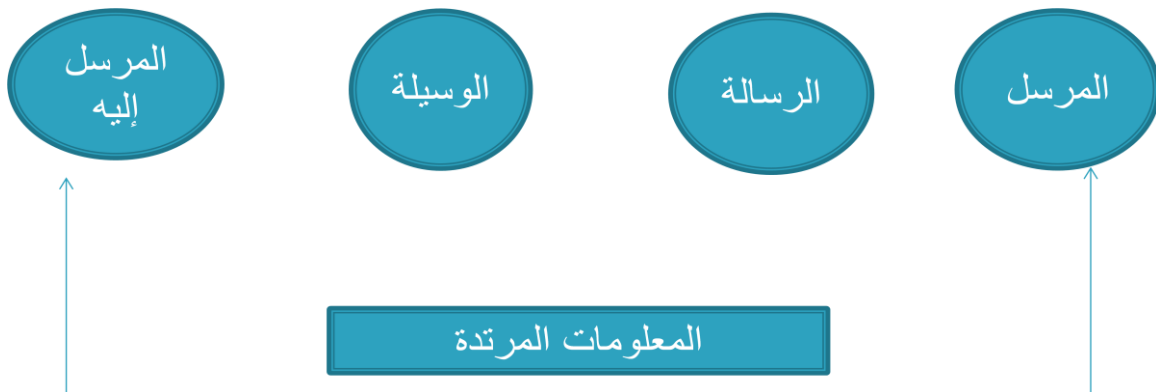 المرسل
الرسالة
الوسيلة
المرسل
إليه
المعلومات المرتدة